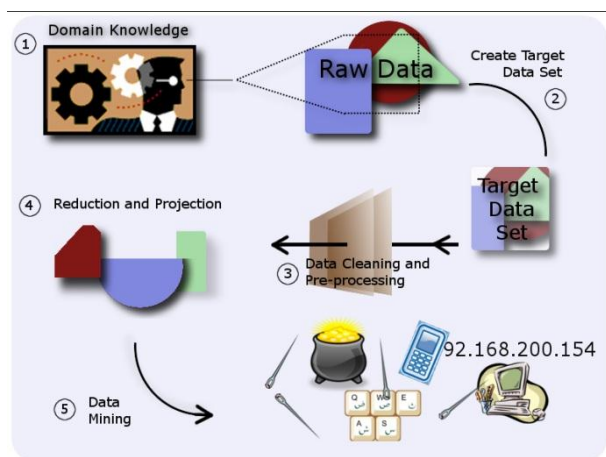 1
Domain Knowledge
Raw Data
Create Target
Data Set
2
Target
Data
Set
4
Reduction and Projection
3
Data Cleaning and
Pre-processing
92.168.200.154
Q W E
A S
5
Data
Mining